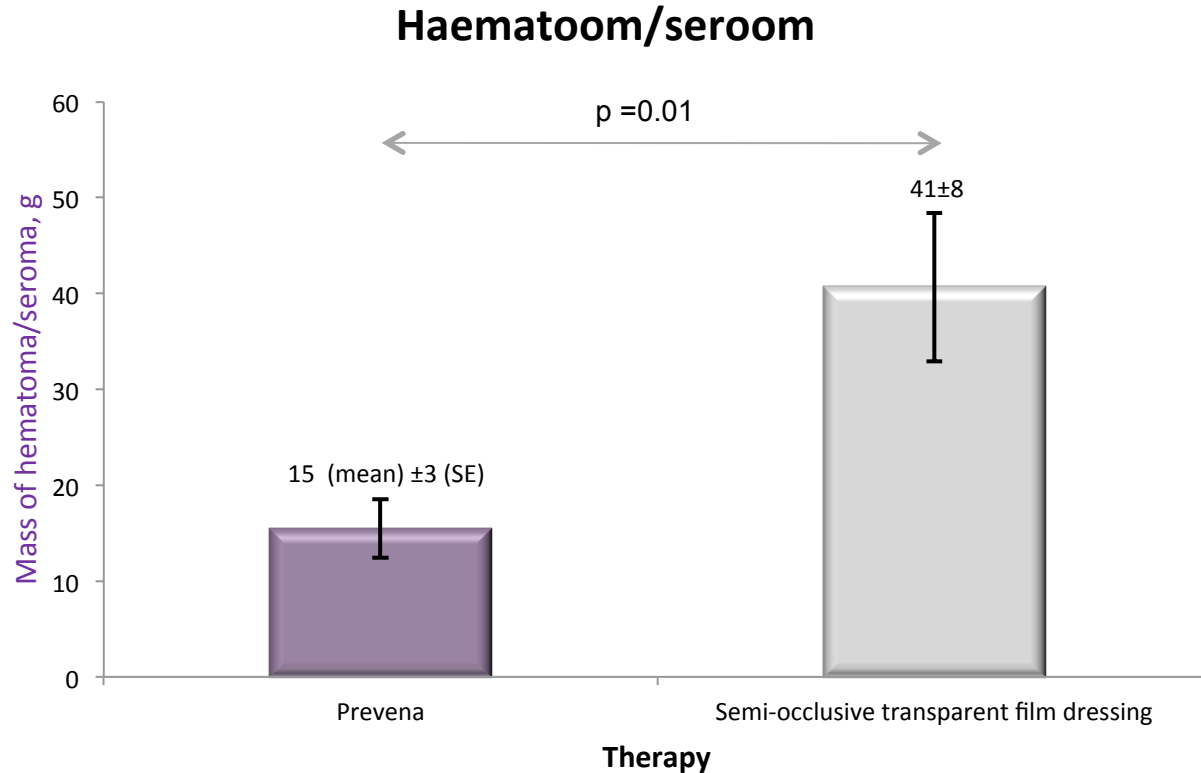 Haematoom/seroom
Mass of hematoma/seroma, g
60
50
40
30
20
10
0
p =0.01
41±8
15 (mean) ±3 (SE)
Prevena
Semi-occlusive transparent film dressing
Therapy